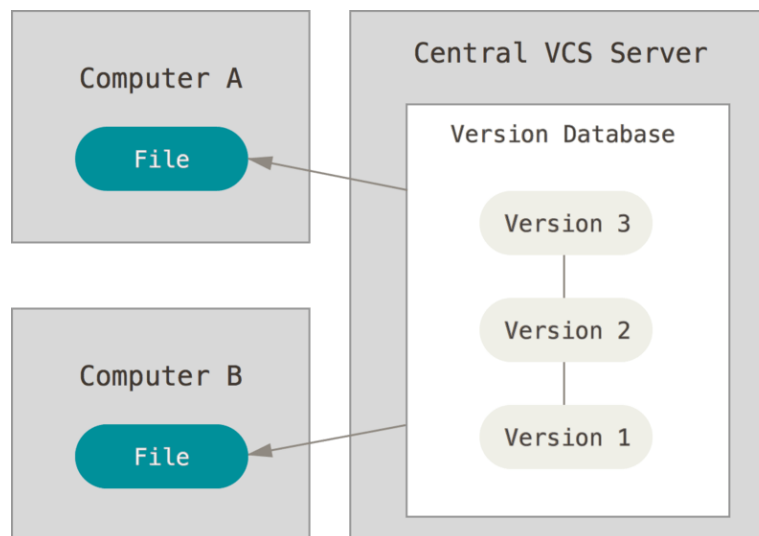 Computer A
File
Computer B
File
Central VCS Server
Version Database
Version 3
Version 2
Version 1